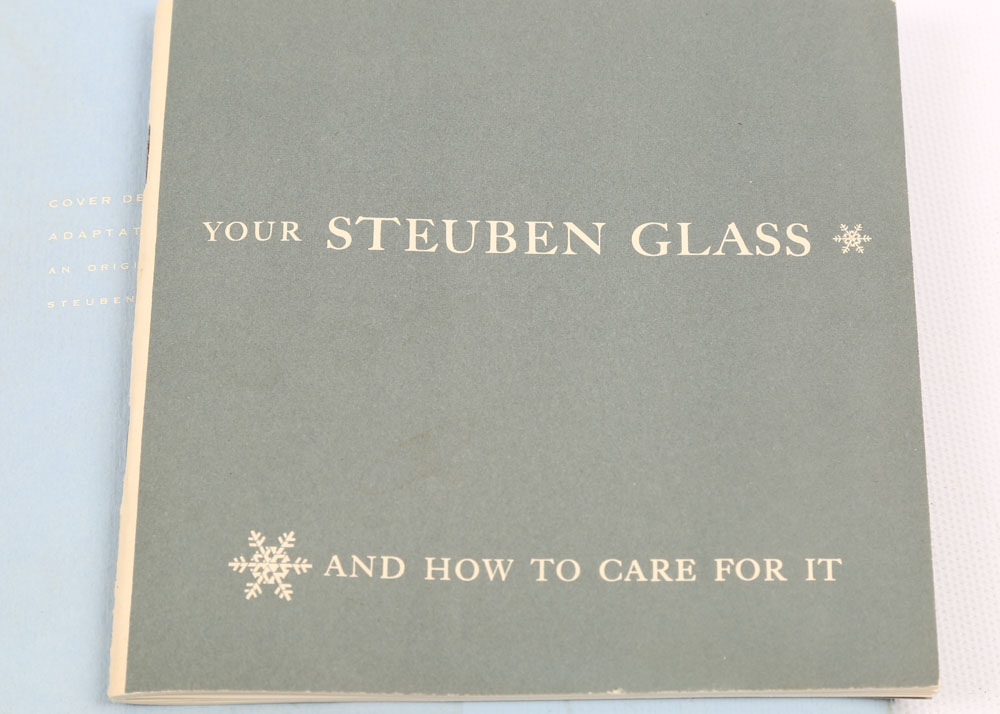 YOUR STEUBEN GLASS
AND HOW TO CARE FOR IT
COVER DE
ADAPTAT
AN ORIGI
STEUBEN